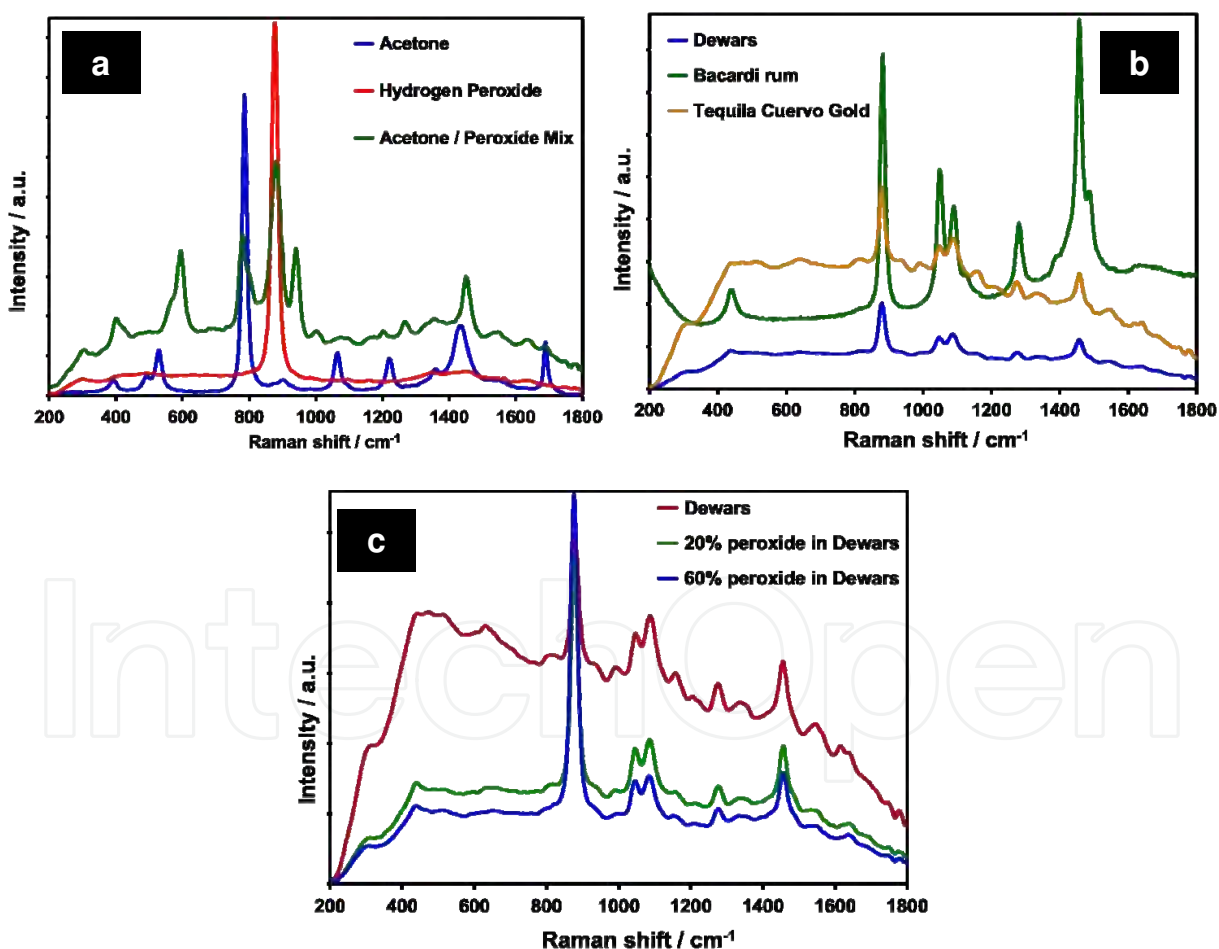 a
Acetone
Hydrogen Peroxide
Acetone / Peroxide Mix
Intensity / a.u.
200 400 600 800 1000 1200 1400 1600 1800
Raman shift / cm-1
b
Dewars
Bacardi rum
Tequila Cuervo Gold
Intensity / a.u.
200 400 600 800 1000 1200 1400 1600 1800
Raman shift / cm-1
c
Dewars
20% peroxide in Dewars
60% peroxide in Dewars
Intensity / a.u.
200 400 600 800 1000 1200 1400 1600 1800
Raman shift / cm-1
IntechOpen